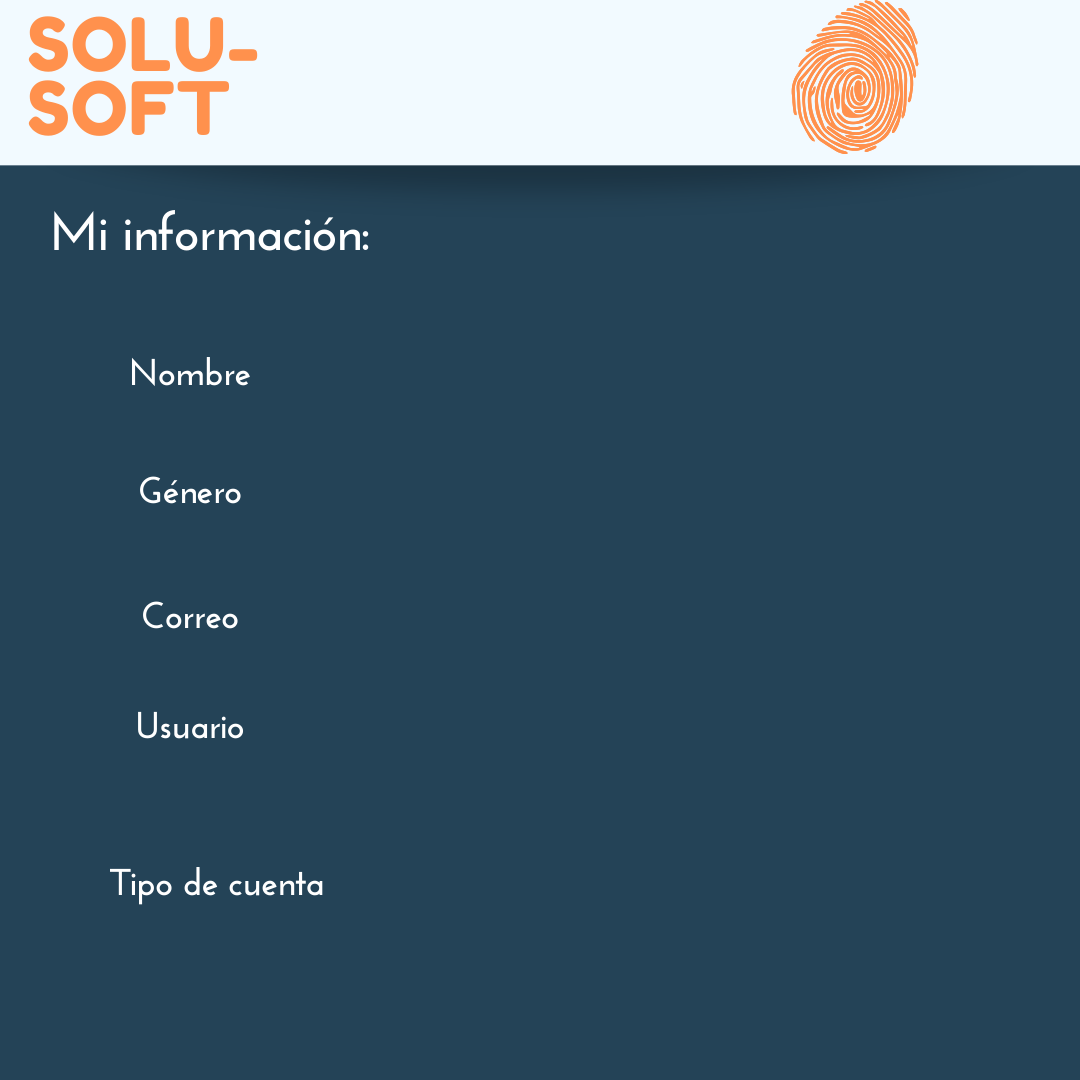 SOLU-
SOFT
Mi información:
Nombre
Género
Correo
Usuario
Tipo de cuenta